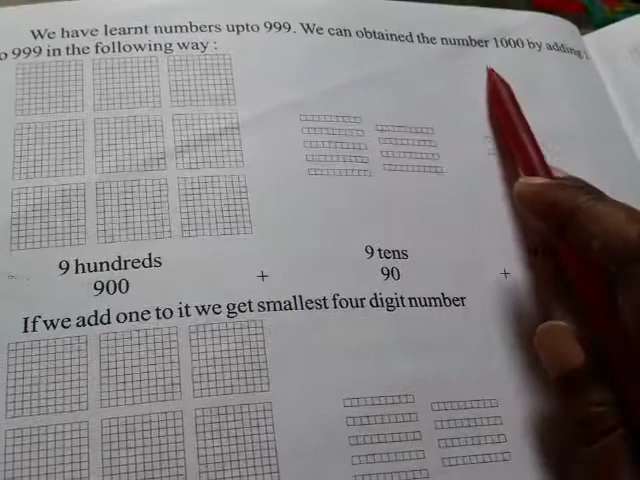 We have learnt numbers upto 999. We can obtained the number 1000 by adding
o 999 in the following way :
9 hundreds 9 tens
900 + 90 +
If we add one to it we get smallest four digit number